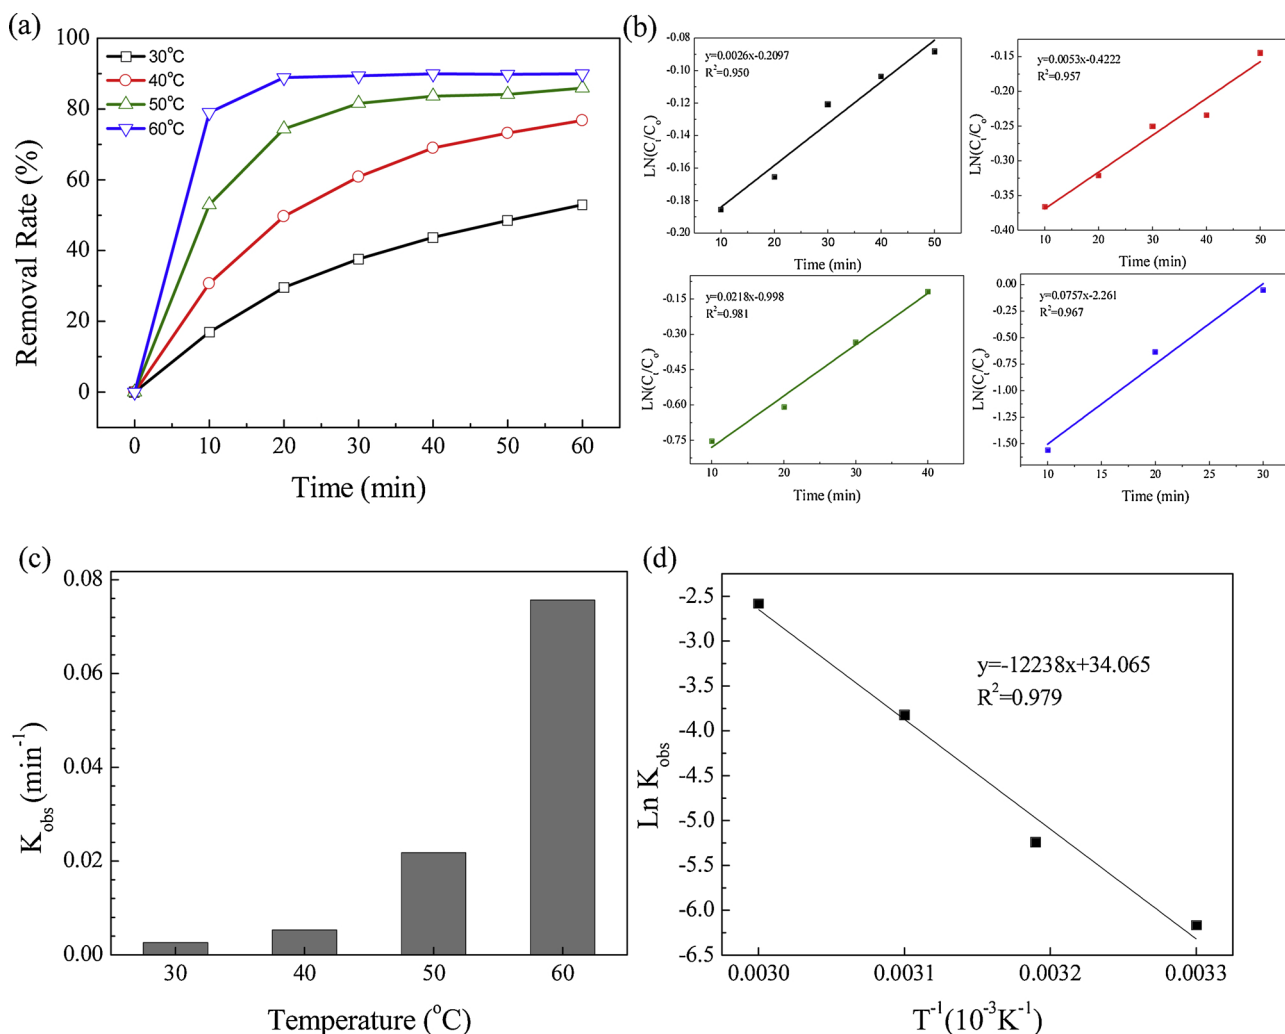 (a)
100
80
60
40
20
0
Removal Rate (%)
30°C
40°C
50°C
60°C
0 10 20 30 40 50 60
Time (min)
(b)
-0.08
-0.10
-0.12
-0.14
-0.16
-0.18
-0.20
LN(Ct/Co)
y=0.0026x-0.2097
R²=0.950
10 20 30 40 50
Time (min)
-0.15
-0.20
-0.25
-0.30
-0.35
-0.40
LN(Ct/Co)
y=0.0053x-0.4222
R²=0.957
10 20 30 40 50
Time (min)
-0.15
-0.30
-0.45
-0.60
-0.75
LN(Ct/Co)
y=0.0218x-0.998
R²=0.981
10 20 30 40
Time (min)
0.00
-0.25
-0.50
-0.75
-1.00
-1.25
-1.50
LN(Ct/Co)
y=0.0757x-2.261
R²=0.967
10 15 20 25 30
Time (min)
(c)
0.08
0.06
0.04
0.02
0.00
Kobs (min⁻¹)
30 40 50 60
Temperature (°C)
(d)
-2.5
-3.0
-3.5
-4.0
-4.5
-5.0
-5.5
-6.0
-6.5
Ln Kobs
y=-12238x+34.065
R²=0.979
0.0030 0.0031 0.0032 0.0033
T⁻¹(10⁻³K⁻¹)